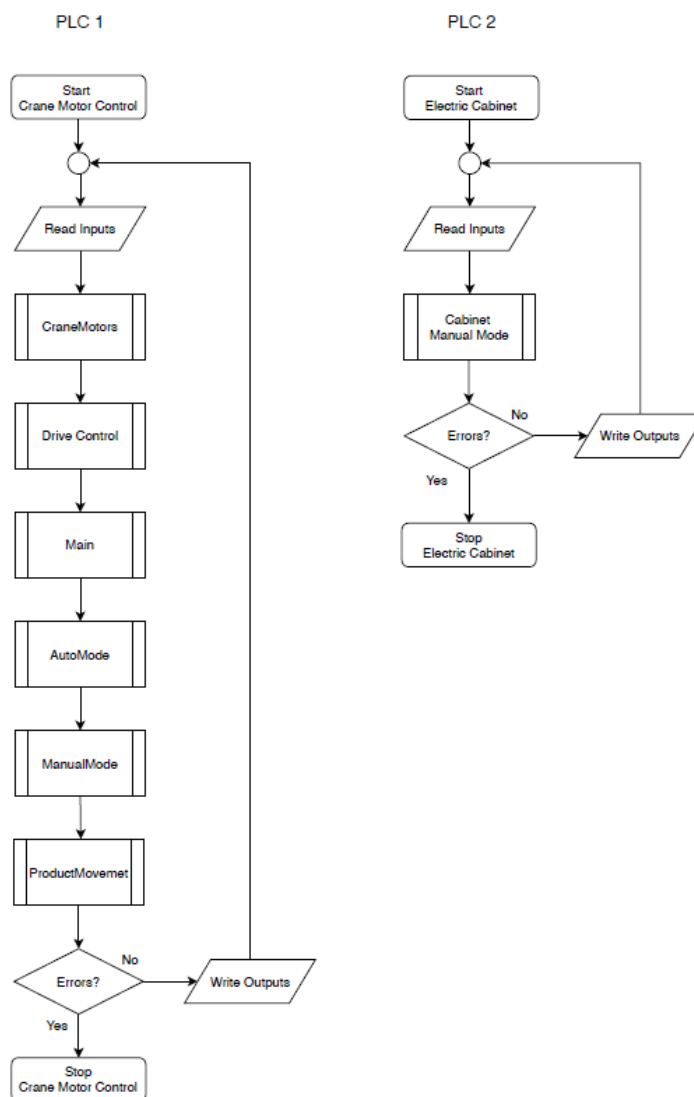 PLC 1
Start
Crane Motor Control
Read Inputs
CraneMotors
Drive Control
Main
AutoMode
ManualMode
ProductMovemet
Errors?
No
Write Outputs
Yes
Stop
Crane Motor Control
PLC 2
Start
Electric Cabinet
Read Inputs
Cabinet
Manual Mode
Errors?
No
Write Outputs
Yes
Stop
Electric Cabinet